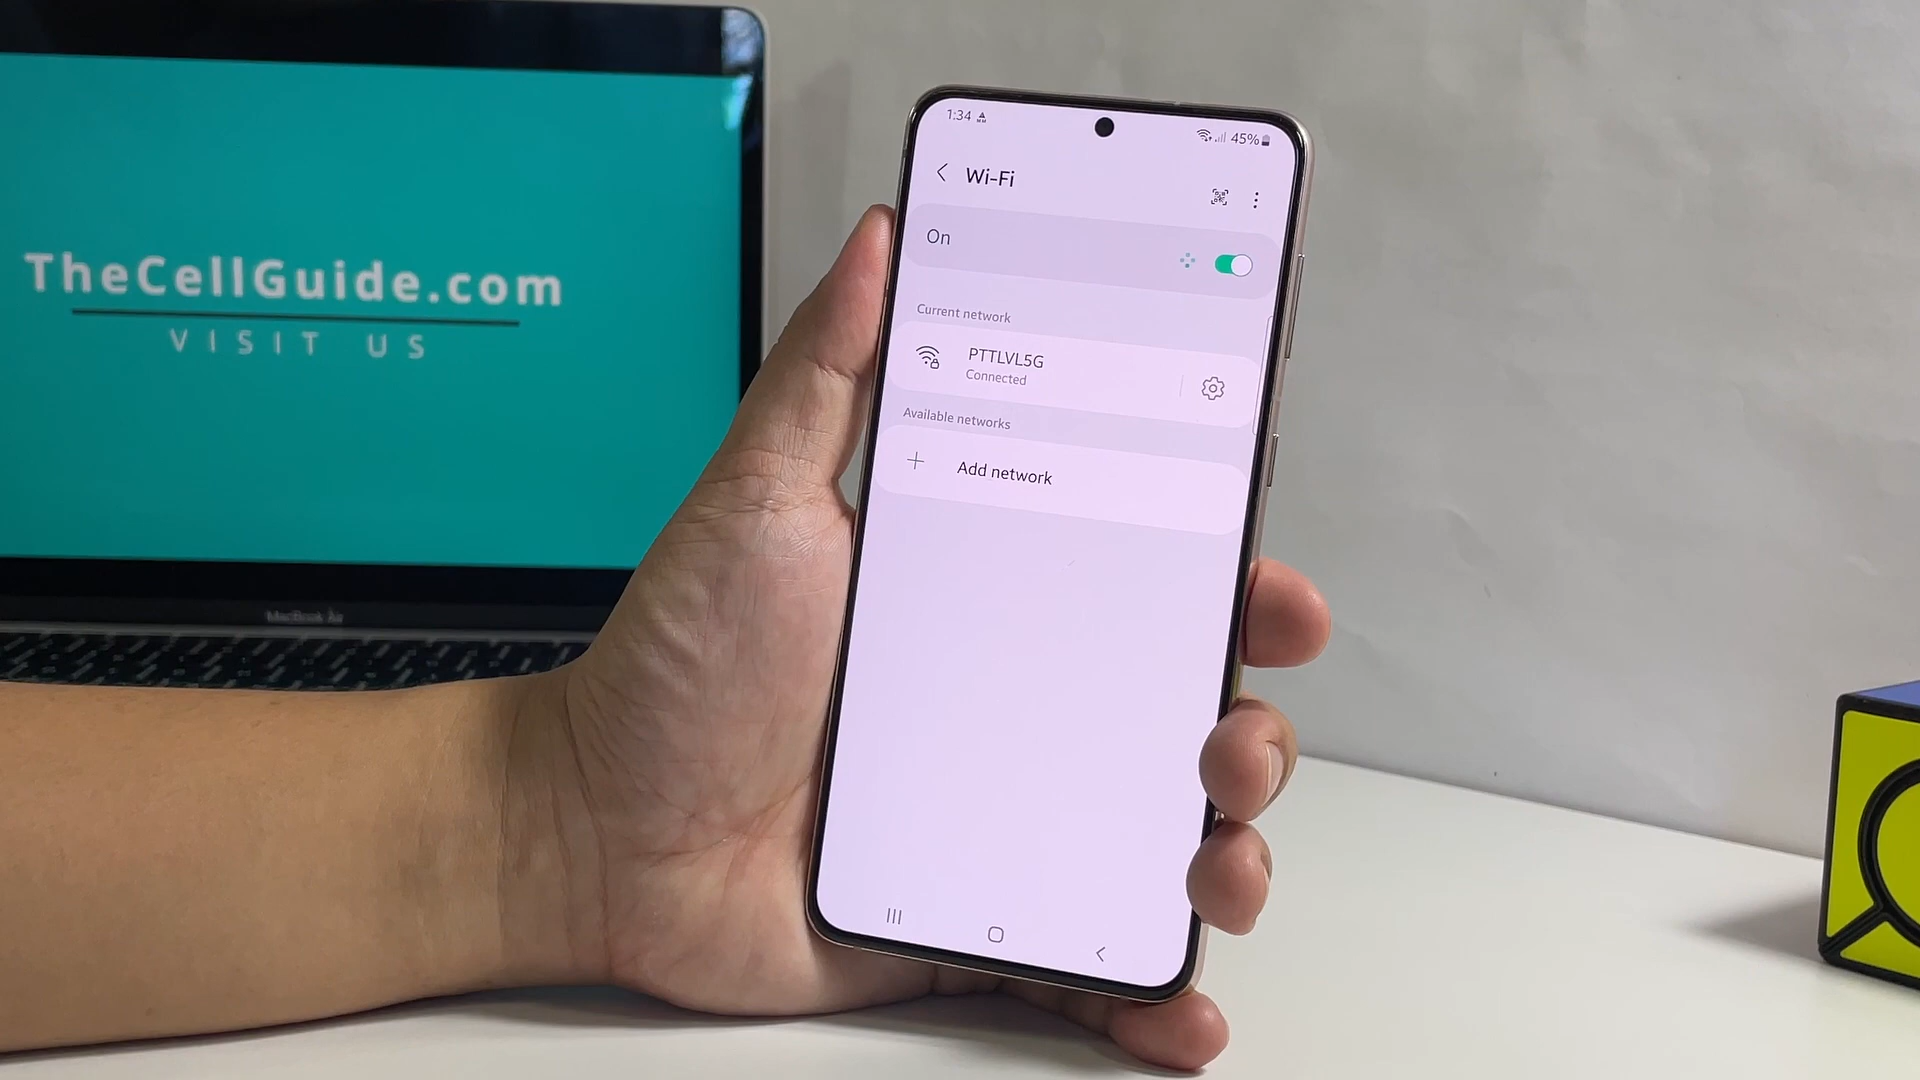 TheCellGuide.com
VISIT US
MacBook Air
1:34
45%
Wi-Fi
On
Current network
PTTLVL5G
Connected
Available networks
Add network